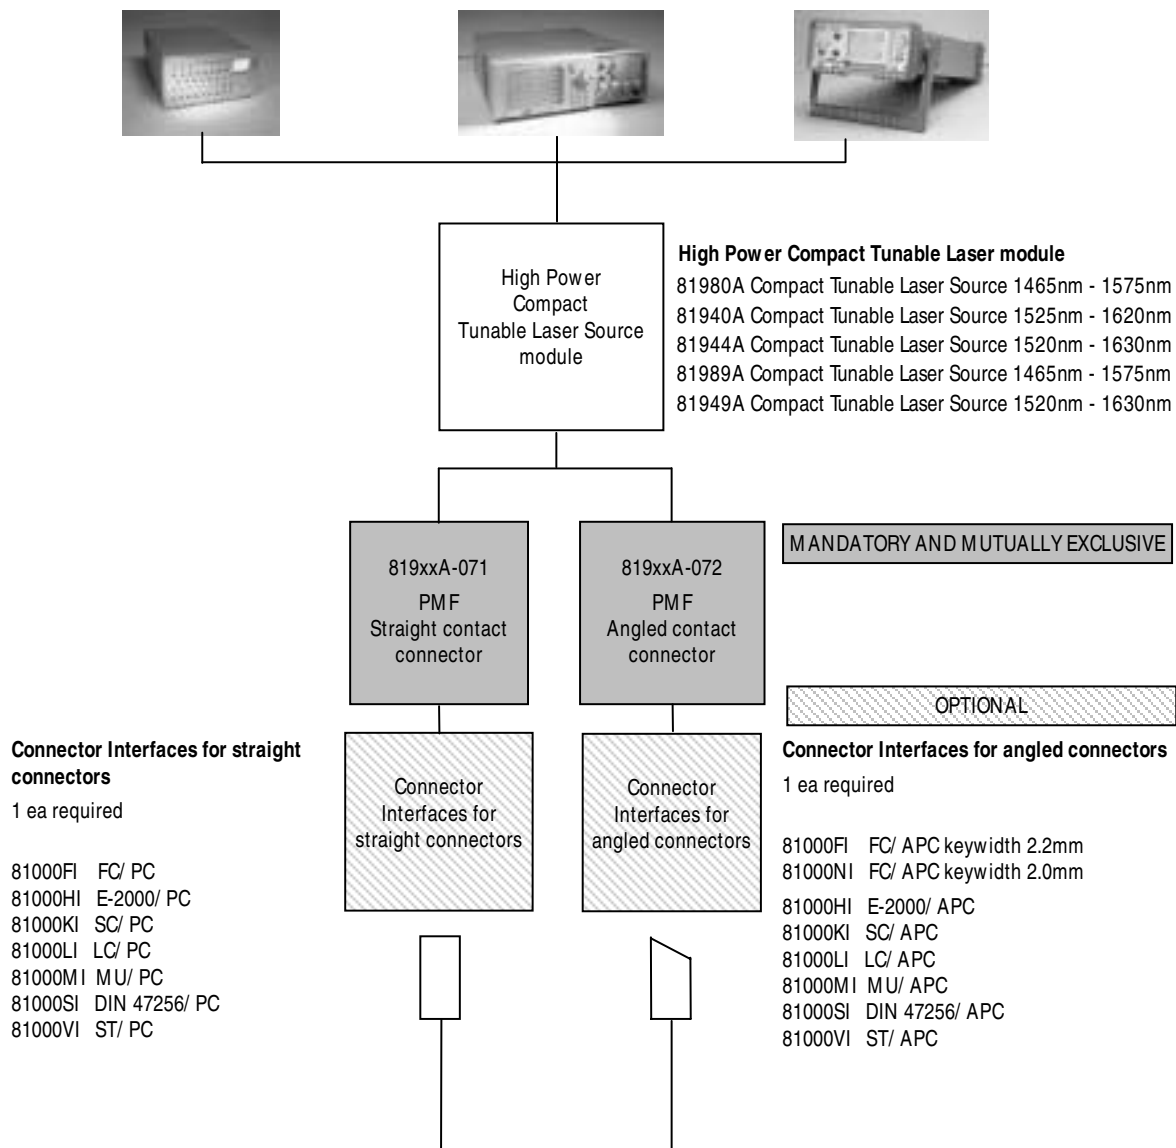 High Power
Compact
Tunable Laser Source
module
High Power Compact Tunable Laser module
81980A Compact Tunable Laser Source 1465nm - 1575nm
81940A Compact Tunable Laser Source 1525nm - 1620nm
81944A Compact Tunable Laser Source 1520nm - 1630nm
81989A Compact Tunable Laser Source 1465nm - 1575nm
81949A Compact Tunable Laser Source 1520nm - 1630nm
819xxA-071
PMF
Straight contact
connector
819xxA-072
PMF
Angled contact
connector
MANDATORY AND MUTUALLY EXCLUSIVE
OPTIONAL
Connector Interfaces for straight
connectors
1 ea required
81000FI FC/ PC
81000HI E-2000/ PC
81000KI SC/ PC
81000LI LC/ PC
81000MI MU/ PC
81000SI DIN 47256/ PC
81000VI ST/ PC
Connector
Interfaces for
straight connectors
Connector
Interfaces for
angled connectors
Connector Interfaces for angled connectors
1 ea required
81000FI FC/ APC keywidth 2.2mm
81000NI FC/ APC keywidth 2.0mm
81000HI E-2000/ APC
81000KI SC/ APC
81000LI LC/ APC
81000MI MU/ APC
81000SI DIN 47256/ APC
81000VI ST/ APC